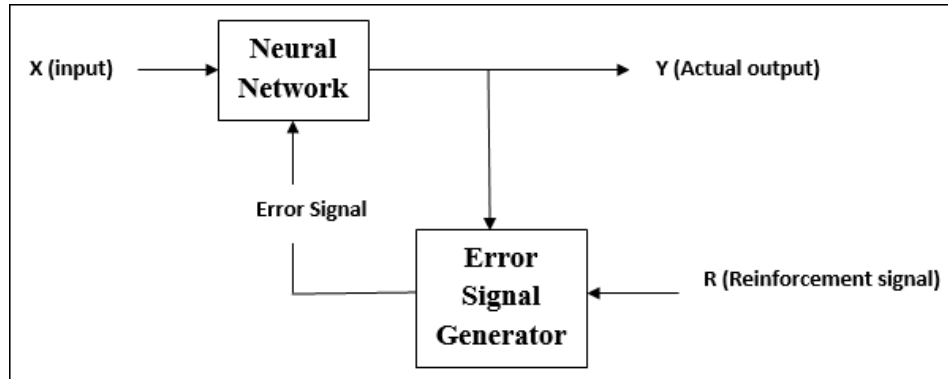 X (input)
Neural
Network
Y (Actual output)
Error Signal
Error
Signal
Generator
R (Reinforcement signal)